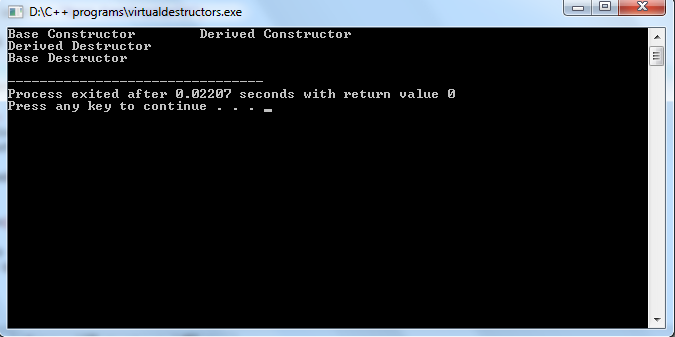 D:\C++ programs\virtualdestructors.exe
Base Constructor        Derived Constructor
Derived Destructor
Base Destructor
--------------------------------
Process exited after 0.02207 seconds with return value 0
Press any key to continue . . . _